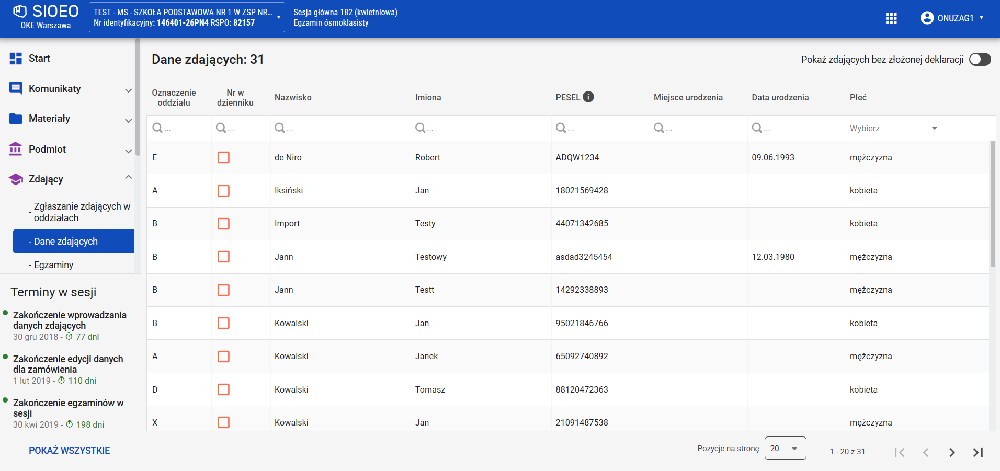 SIOEO
OKE Warszawa
TEST - MS - SZKOŁA PODSTAWOWA NR 1 W ZSP NR...
Nr identyfikacyjny: 146401-26PN4 RSPO: 82157
Sesja główna 182 (kwietniowa)
Egzamin ósmoklasisty
ONUZAG1
Start
Komunikaty
Materiały
Podmiot
Zdający
- Zgłaszanie zdających w
oddziałach
- Dane zdających
- Egzaminy
Terminy w sesji
Zakończenie wprowadzania
danych zdających
30 gru 2018 - 77 dni
Zakończenie edycji danych
dla zamówienia
1 lut 2019 - 110 dni
Zakończenie egzaminów w
sesji
30 kwi 2019 - 198 dni
POKAŻ WSZYSTKIE
Dane zdających: 31
Pokaż zdających bez złożonej deklaracji
Oznaczenie
oddziału
Nr w
dzienniku
Nazwisko
Imiona
PESEL
Miejsce urodzenia
Data urodzenia
Płeć
... ... ... ... ... ... ... Wybierz
E de Niro Robert ADQW1234 09.06.1993 mężczyzna
A Iksiński Jan 18021569428 kobieta
B Import Testy 44071342685 kobieta
B Jann Testowy asdad3245454 12.03.1980 mężczyzna
B Jann Testt 14292338893 mężczyzna
B Kowalski Jan 95021846766 kobieta
A Kowalski Janek 65092740892 mężczyzna
D Kowalski Tomasz 88120472363 kobieta
X Kowalski Jan 21091487538 mężczyzna
Pozycje na stronę 20 1 - 20 z 31